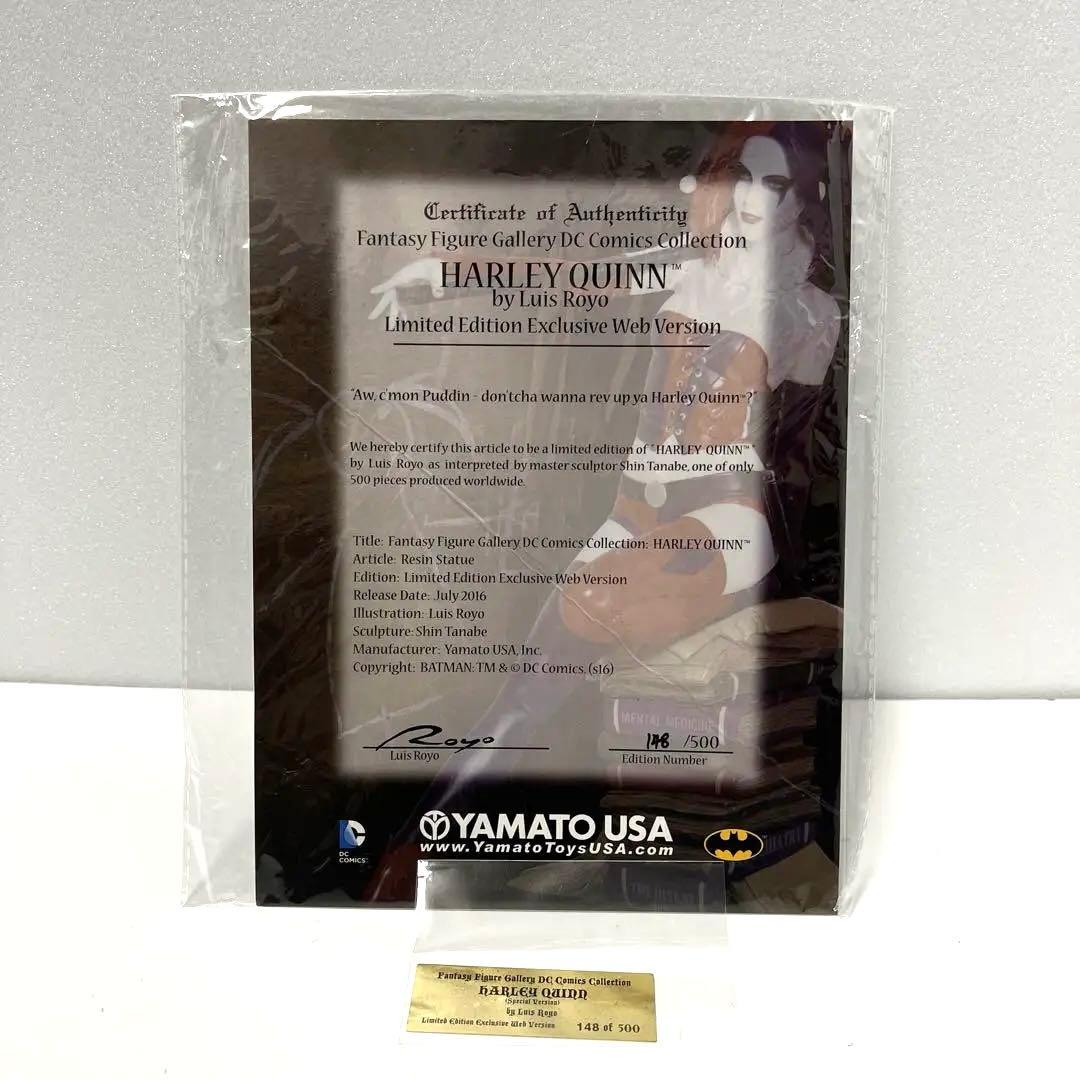 Certificate of Authenticity
Fantasy Figure Gallery DC Comics Collection
HARLEY QUINN™
by Luis Royo
Limited Edition Exclusive Web Version
"Aw, c'mon Puddin - don'tcha wanna rev up ya Harley Quinn™?"
We hereby certify this article to be a limited edition of "HARLEY QUINN™"
by Luis Royo as interpreted by master sculptor Shin Tanabe, one of only
500 pieces produced worldwide.
Title: Fantasy Figure Gallery DC Comics Collection: HARLEY QUINN™
Article: Resin Statue
Edition: Limited Edition Exclusive Web Version
Release Date: July 2016
Illustration: Luis Royo
Sculpture: Shin Tanabe
Manufacturer: Yamato USA, Inc.
Copyright: BATMAN: TM & © DC Comics. (s16)
MENTAL MEDICINE
Royo
148 /500
Luis Royo
Edition Number
DC
COMICS™
YAMATO USA
www.YamatoToysUSA.com
Fantasy Figure Gallery DC Comics Collection
HARLEY QUINN
(Special Version)
by Luis Royo
Limited Edition Exclusive Web Version 148 of 500